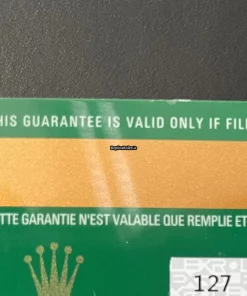 HIS GUARANTEE IS VALID ONLY IF FIL
TTE GARANTIE N'EST VALABLE QUE REMPLIE ET
127